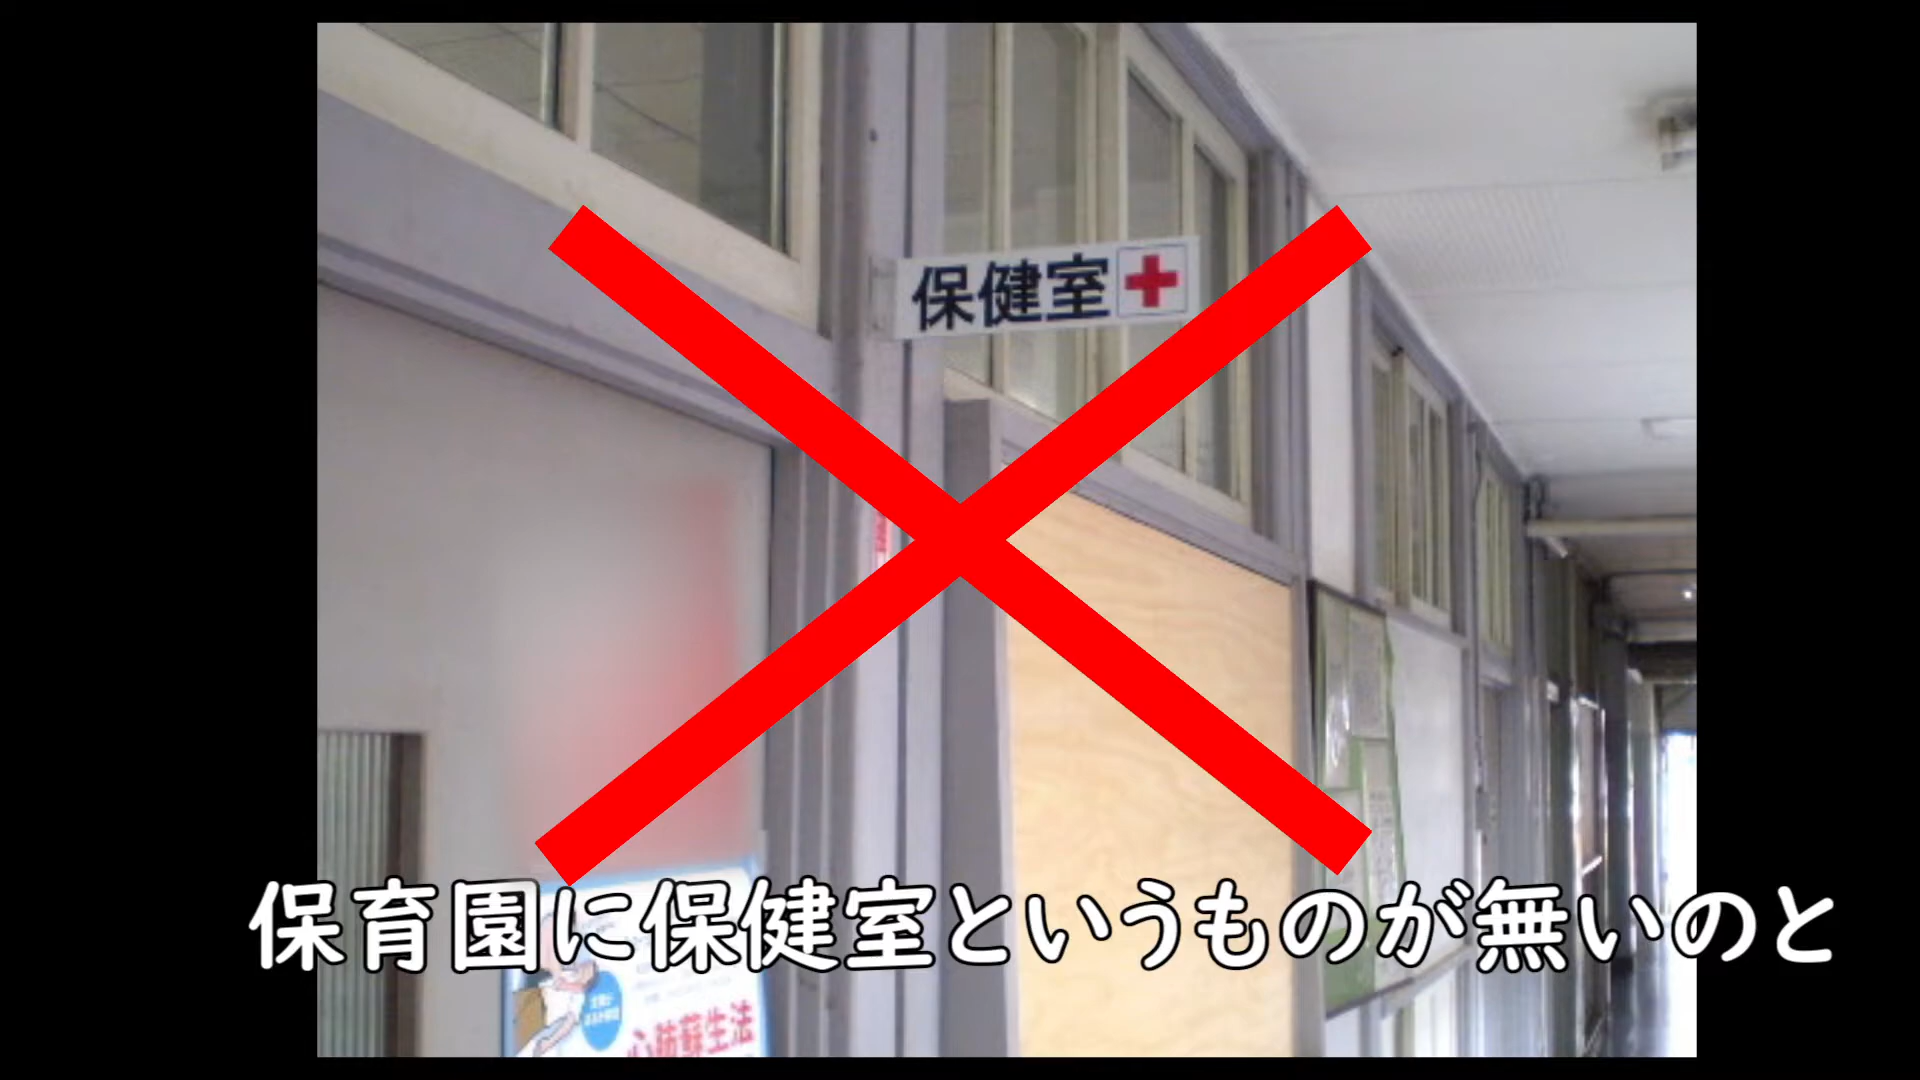 保健室
保育園に保健室というものが無いのと
心肺蘇生法